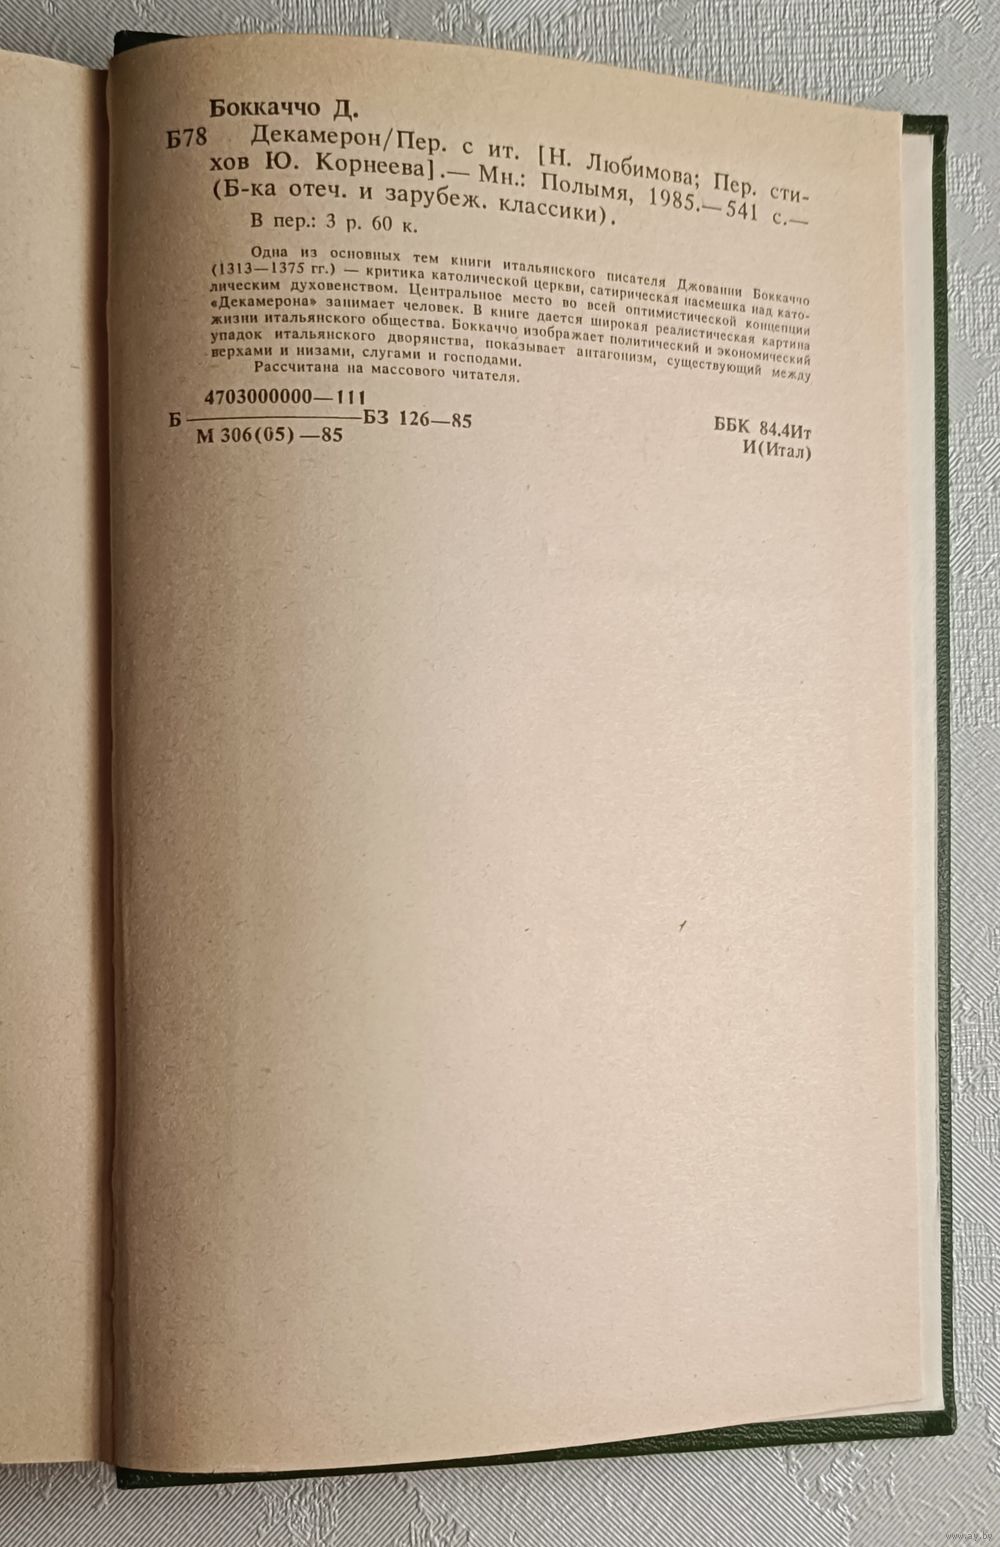 Боккаччо Д.
Б78 Декамерон/Пер. с ит. [Н. Любимова; Пер. сти-
хов Ю. Корнеева].— Мн.: Полымя, 1985.—541 с.—
(Б-ка отеч. и зарубеж. классики).
В пер.: 3 р. 60 к.
Одна из основных тем книги итальянского писателя Джованни Боккаччо
(1313—1375 гг.) — критика католической церкви, сатирическая насмешка над като-
лическим духовенством. Центральное место во всей оптимистической концепции
«Декамерона» занимает человек. В книге дается широкая реалистическая картина
жизни итальянского общества. Боккаччо изображает политический и экономический
упадок итальянского дворянства, показывает антагонизм, существующий между
верхами и низами, слугами и господами.
Рассчитана на массового читателя.
4703000000—111
Б БЗ 126—85
М 306(05) —85
ББК 84.4Ит
И(Итал)
www.ay.by